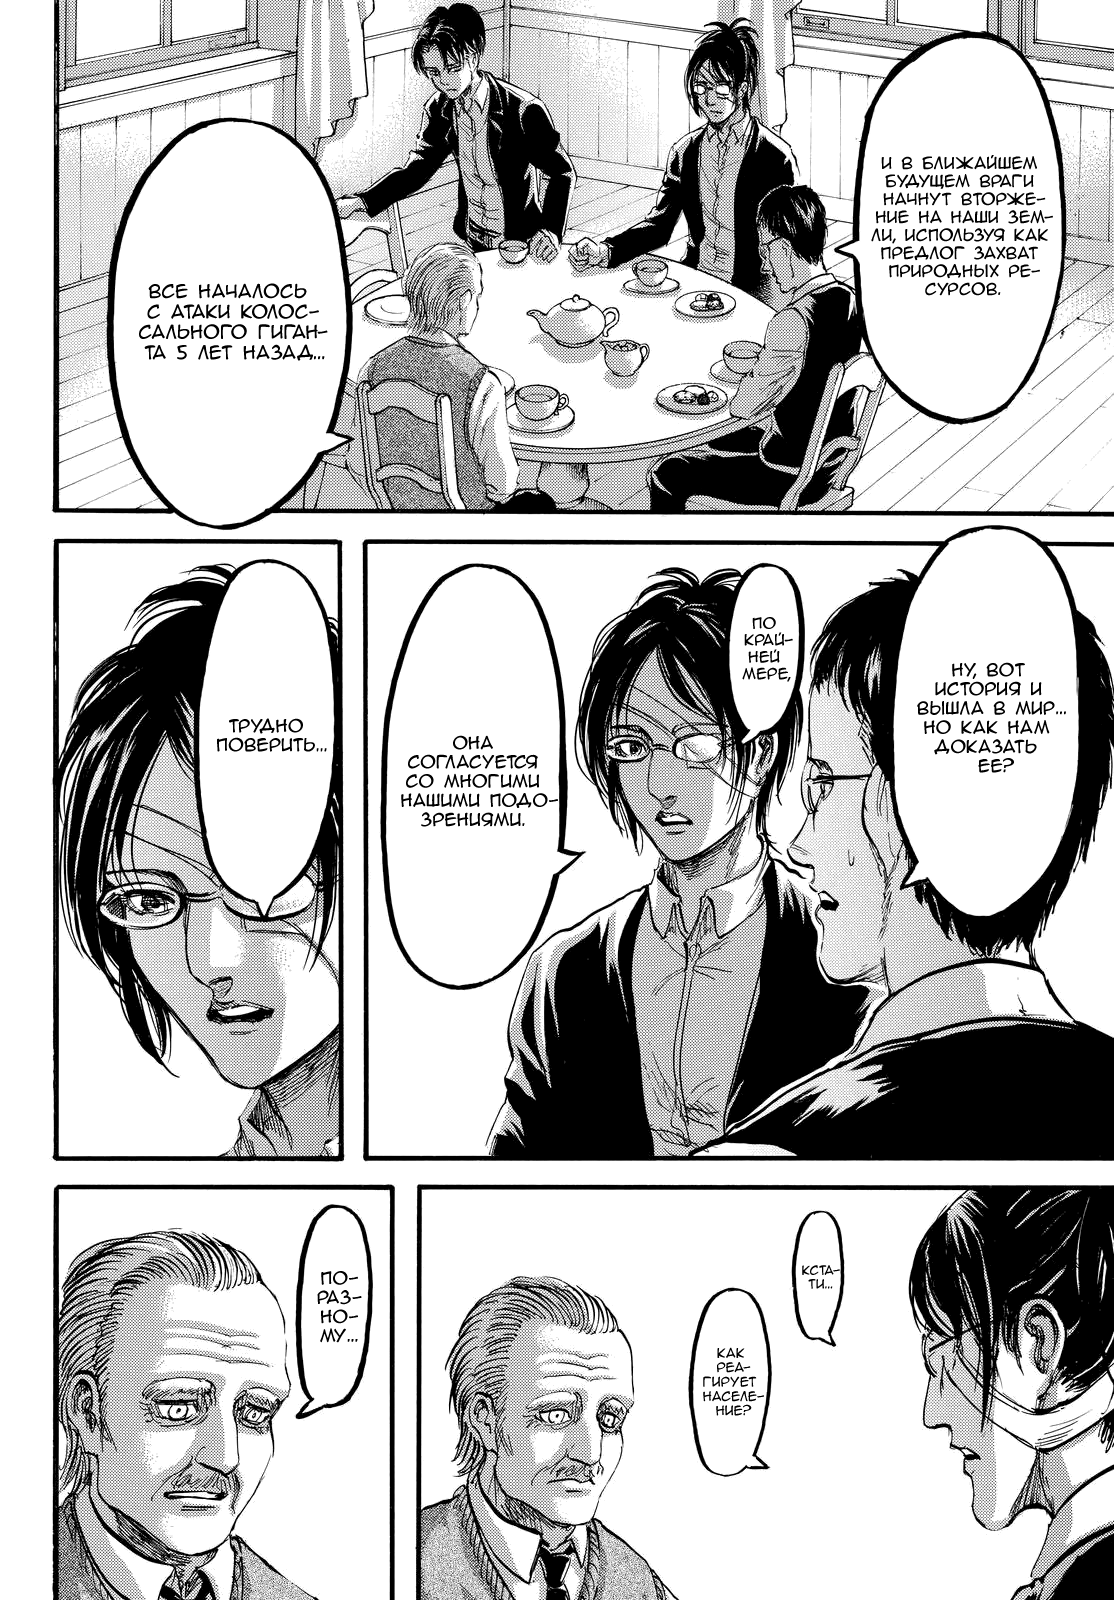 И В БЛИЖАЙШЕМ
БУДУЩЕМ ВРАГИ
НАЧНУТ ВТОРЖЕ-
НИЕ НА НАШИ ЗЕМ-
ЛИ, ИСПОЛЬЗУЯ КАК
ПРЕДЛОГ ЗАХВАТ
ПРИРОДНЫХ РЕ-
СУРСОВ.
ВСЕ НАЧАЛОСЬ
С АТАКИ КОЛОС-
САЛЬНОГО ГИГАН-
ТА 5 ЛЕТ НАЗАД...
НУ, ВОТ
ИСТОРИЯ И
ВЫШЛА В МИР...
НО КАК НАМ
ДОКАЗАТЬ
ЕЕ?
ПО
КРАЙ-
НЕЙ
МЕРЕ,
ОНА
СОГЛАСУЕТСЯ
СО МНОГИМИ
НАШИМИ ПОДО-
ЗРЕНИЯМИ.
ТРУДНО
ПОВЕРИТЬ...
КСТА-
ТИ...
КАК
РЕА-
ГИРУЕТ
НАСЕЛЕ-
НИЕ?
ПО-
РАЗ-
НО-
МУ...